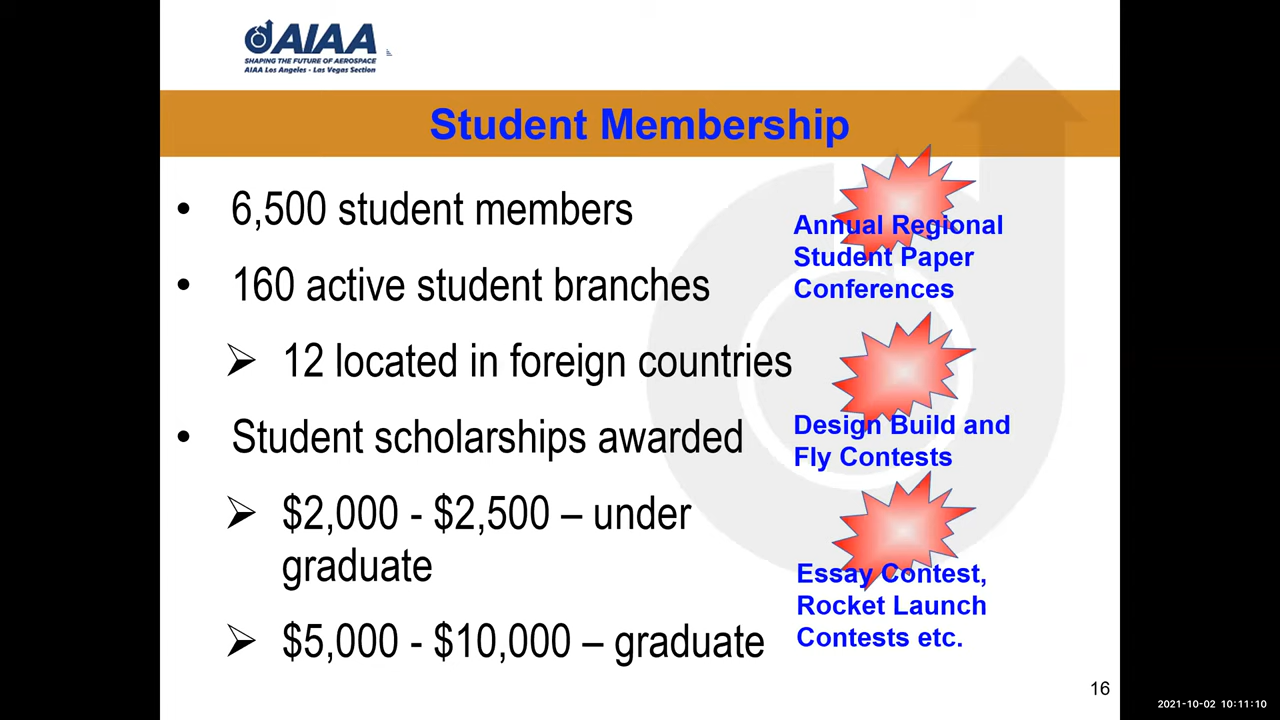 AIAA
SHAPING THE FUTURE OF AEROSPACE
AIAA Los Angeles - Las Vegas Section
Student Membership
• 6,500 student members
• 160 active student branches
➢ 12 located in foreign countries
• Student scholarships awarded
➢ $2,000 - $2,500 – under
graduate
➢ $5,000 - $10,000 – graduate
Annual Regional
Student Paper
Conferences
Design Build and
Fly Contests
Essay Contest,
Rocket Launch
Contests etc.
16
2021-10-02 10:11:10